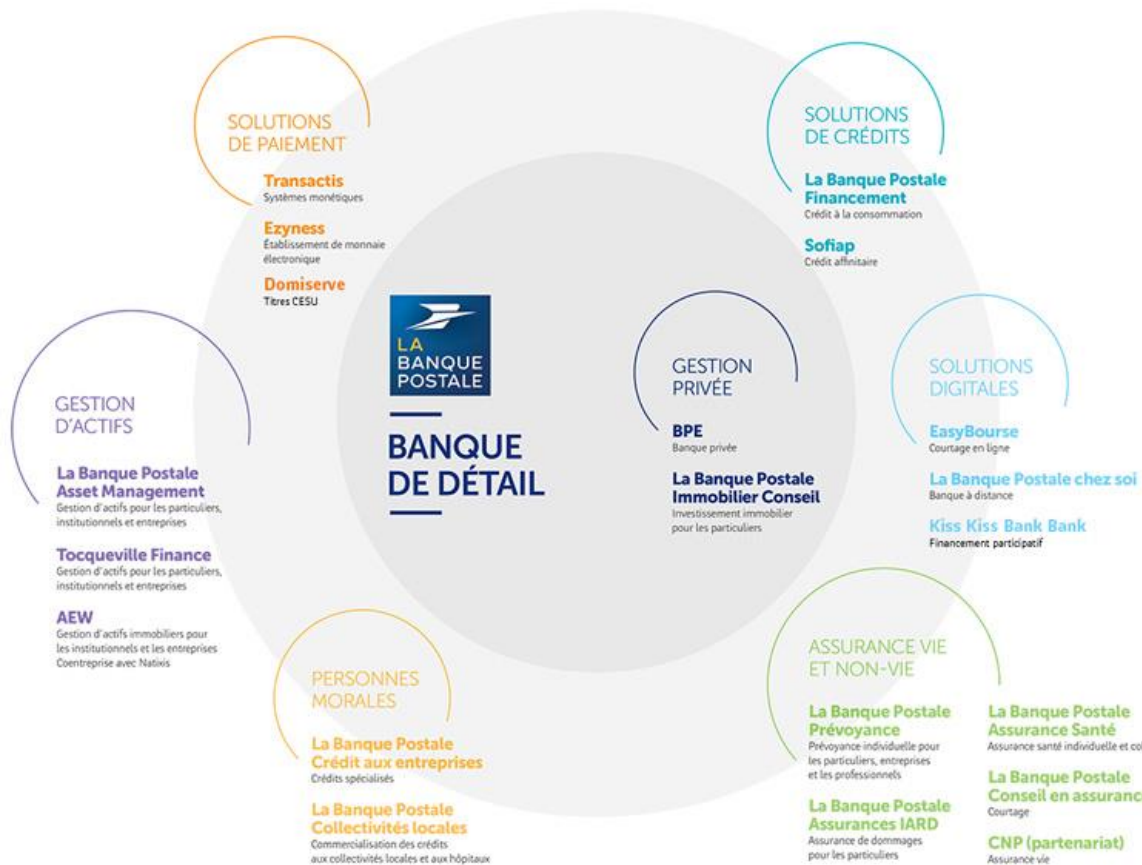 SOLUTIONS
DE PAIEMENT
Transactis
Systèmes monétiques
Ezyness
Établissement de monnaie
électronique
Domiserve
Titres CESU
SOLUTIONS
DE CRÉDITS
La Banque Postale
Financement
Crédit à la consommation
Sofiap
Crédit affinitaire
LA
BANQUE
POSTALE
BANQUE
DE DÉTAIL
GESTION
PRIVÉE
BPE
Banque privée
La Banque Postale
Immobilier Conseil
Investissement immobilier
pour les particuliers
SOLUTIONS
DIGITALES
EasyBourse
Courtage en ligne
La Banque Postale chez soi
Banque à distance
Kiss Kiss Bank Bank
Financement participatif
GESTION
D'ACTIFS
La Banque Postale
Asset Management
Gestion d'actifs pour les particuliers,
institutionnels et entreprises
Tocqueville Finance
Gestion d'actifs pour les particuliers,
institutionnels et entreprises
AEW
Gestion d'actifs immobiliers pour
les institutionnels et les entreprises
Coentreprise avec Natixis
PERSONNES
MORALES
La Banque Postale
Crédit aux entreprises
Crédits spécialisés
La Banque Postale
Collectivités locales
Commercialisation des crédits
aux collectivités locales et aux hôpitaux
ASSURANCE VIE
ET NON-VIE
La Banque Postale
Prévoyance
Prévoyance individuelle pour
les particuliers, entreprises
et les professionnels
La Banque Postale
Assurances IARD
Assurance de dommages
pour les particuliers
La Banque Postale
Assurance Santé
Assurance santé individuelle et col
La Banque Postale
Conseil en assuranc
Courtage
CNP (partenariat)
Assurance vie